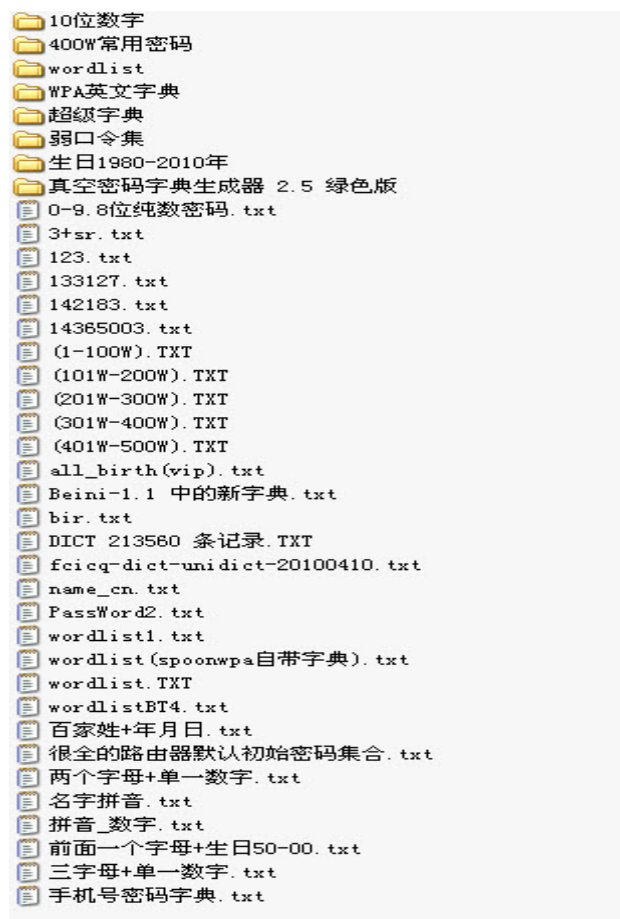 10位数字
400W常用密码
wordlist
WPA英文字典
超级字典
弱口令集
生日1980-2010年
真空密码字典生成器 2.5 绿色版
0-9.8位纯数密码.txt
3+sr.txt
123.txt
133127.txt
142183.txt
14365003.txt
(1-100W).TXT
(101W-200W).TXT
(201W-300W).TXT
(301W-400W).TXT
(401W-500W).TXT
all_birth(vip).txt
Beini-1.1 中的新字典.txt
bir.txt
DICT 213560 条记录.TXT
fcicq-dict-unidict-20100410.txt
name_cn.txt
PassWord2.txt
wordlist1.txt
wordlist(spoonwpa自带字典).txt
wordlist.TXT
wordlistBT4.txt
百家姓+年月日.txt
很全的路由器默认初始密码集合.txt
两个字母+单一数字.txt
名字拼音.txt
拼音_数字.txt
前面一个字母+生日50-00.txt
三字母+单一数字.txt
手机号密码字典.txt